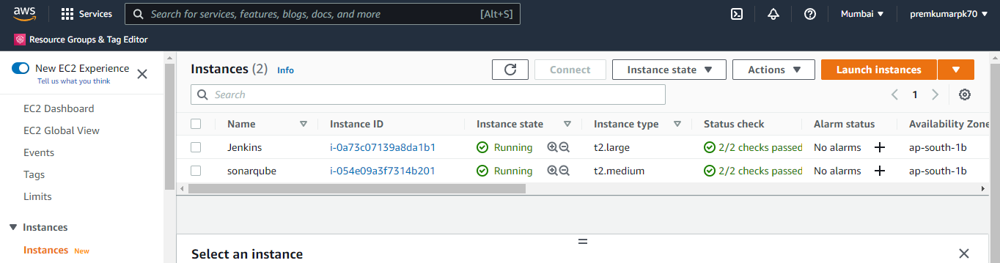 aws Services Search for services, features, blogs, docs, and more [Alt+S] Mumbai premkumarpk70
Resource Groups & Tag Editor
New EC2 Experience
Tell us what you think
EC2 Dashboard
EC2 Global View
Events
Tags
Limits
Instances
Instances New
Instances (2) Info Connect Instance state Actions Launch instances
Search
1
Name Instance ID Instance state Instance type Status check Alarm status Availability Zone
Jenkins i-0a73c07139a8da1b1 Running t2.large 2/2 checks passed No alarms ap-south-1b
sonarqube i-054e09a3f7314b201 Running t2.medium 2/2 checks passed No alarms ap-south-1b
Select an instance